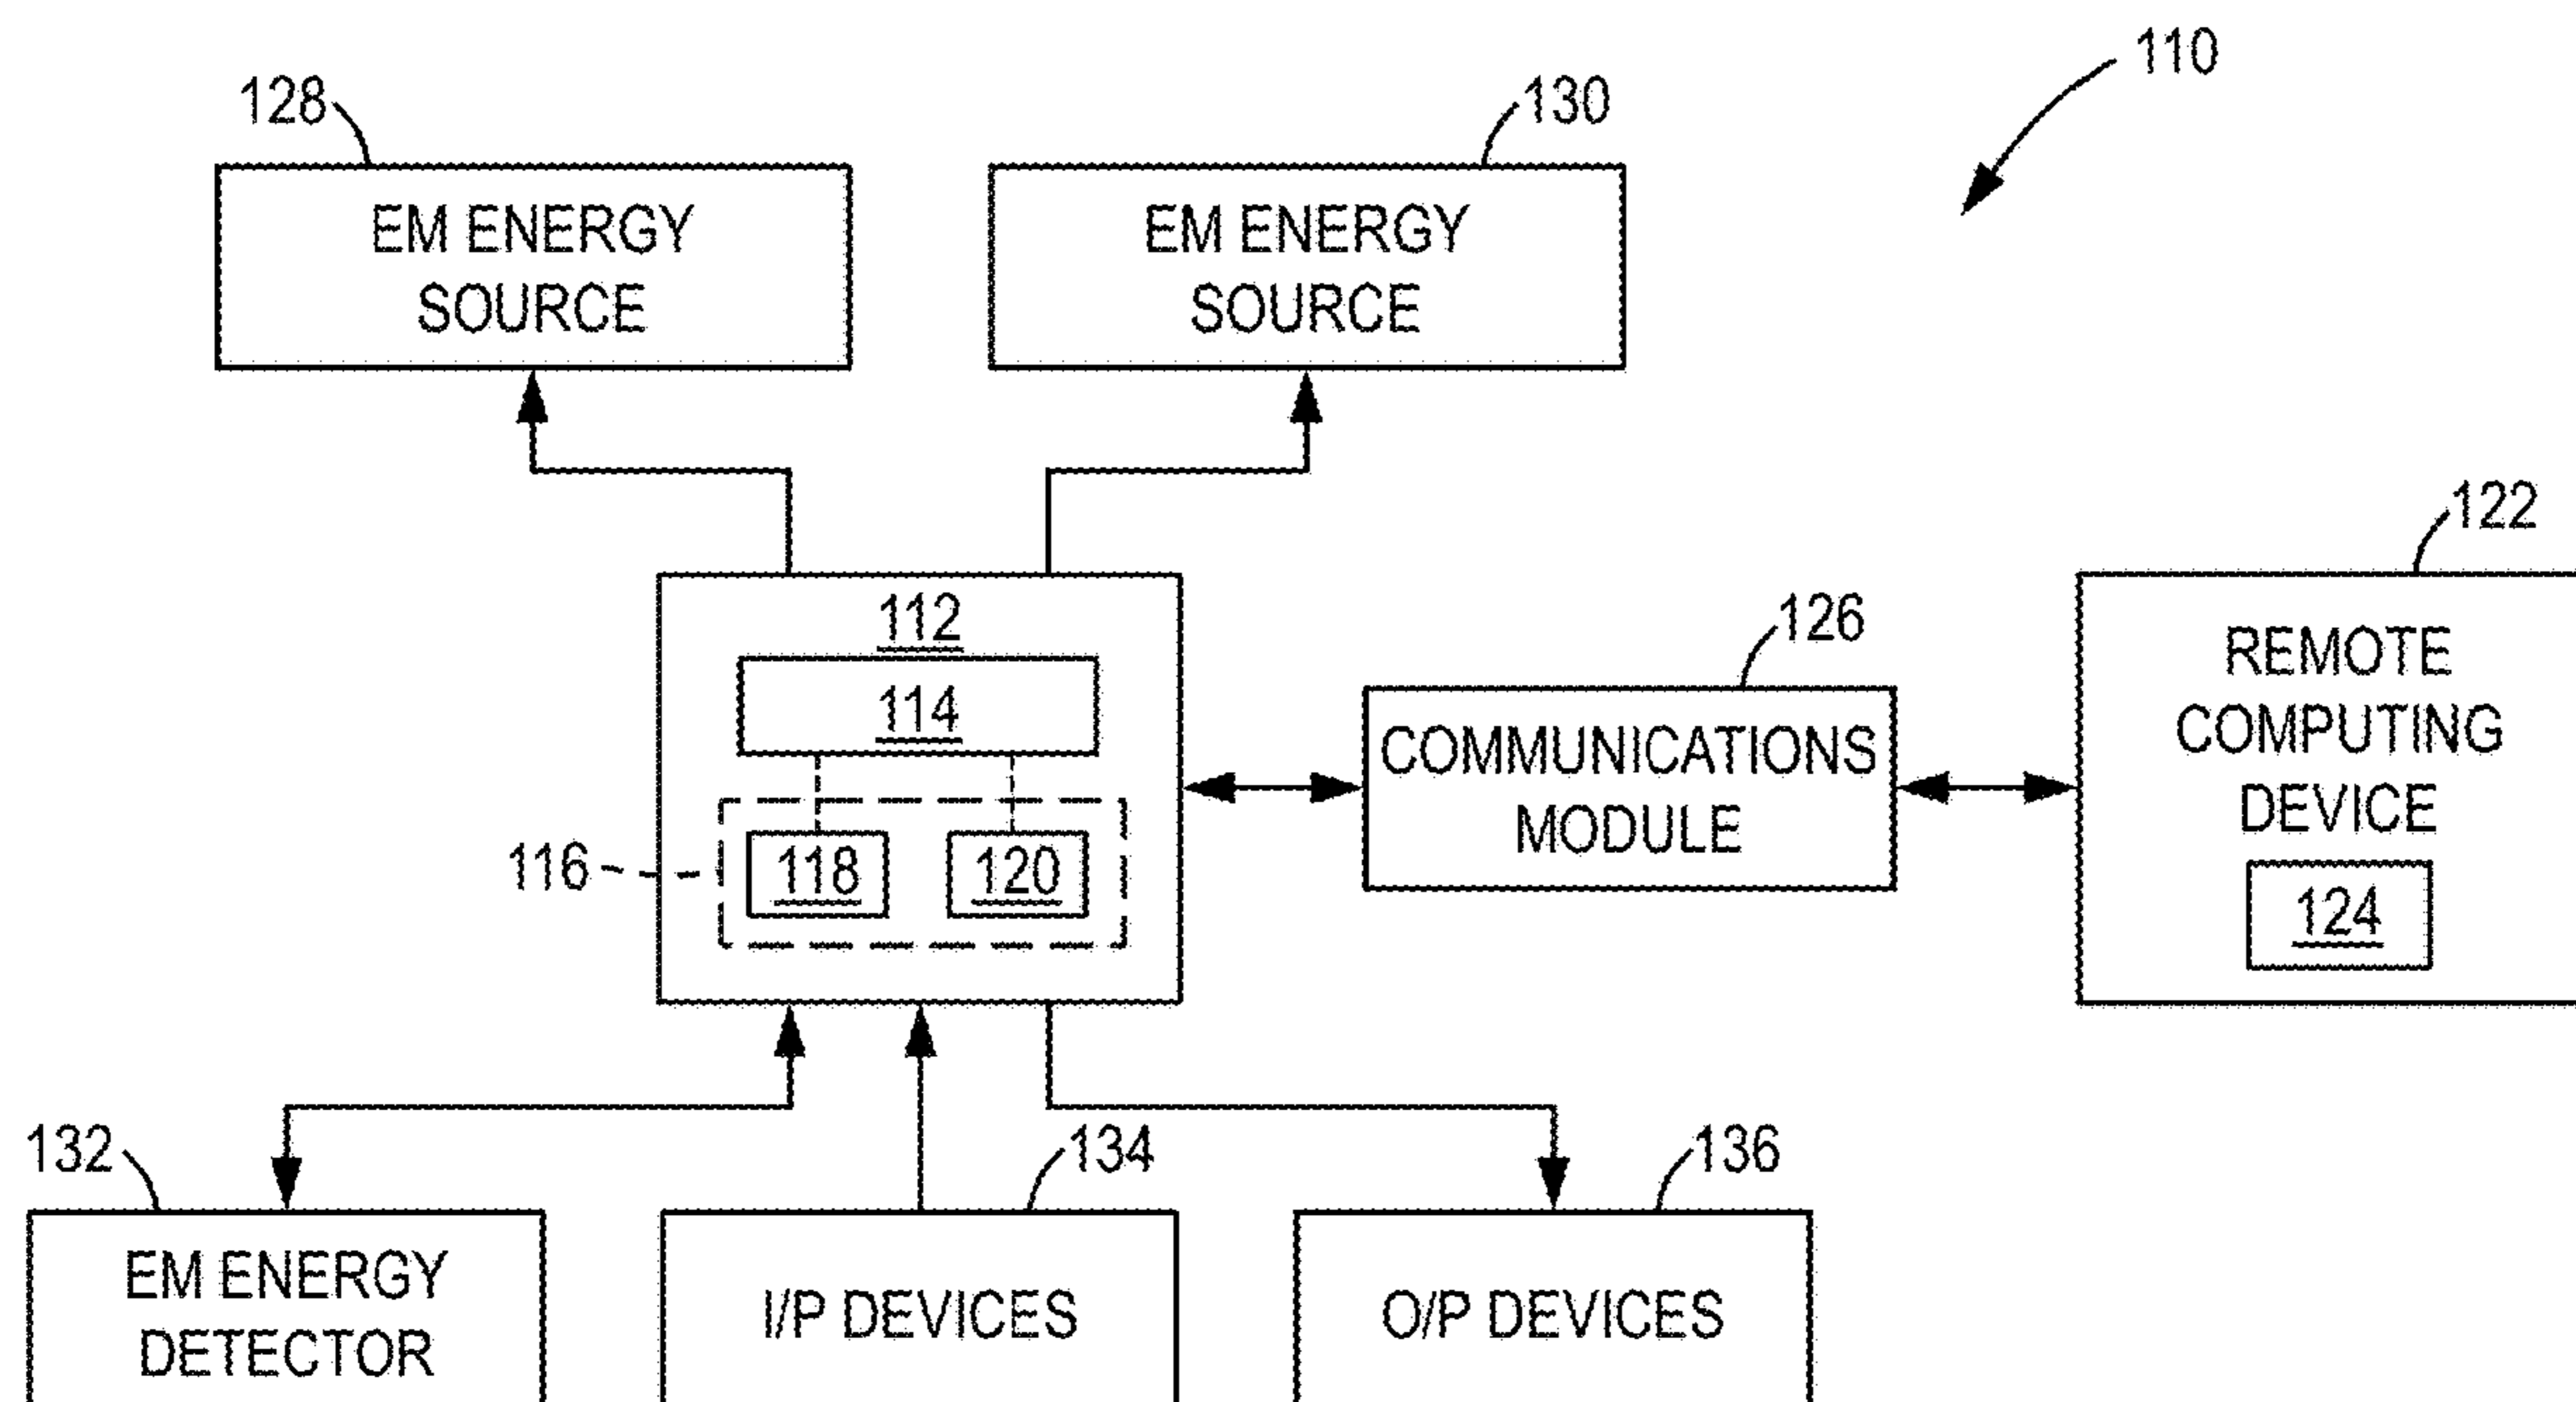 110
128
130
EM ENERGY
SOURCE
EM ENERGY
SOURCE
122
112
126
REMOTE
COMPUTING
DEVICE
114
COMMUNICATIONS
MODULE
116
118
120
124
132
134
136
EM ENERGY
DETECTOR
I/P DEVICES
O/P DEVICES